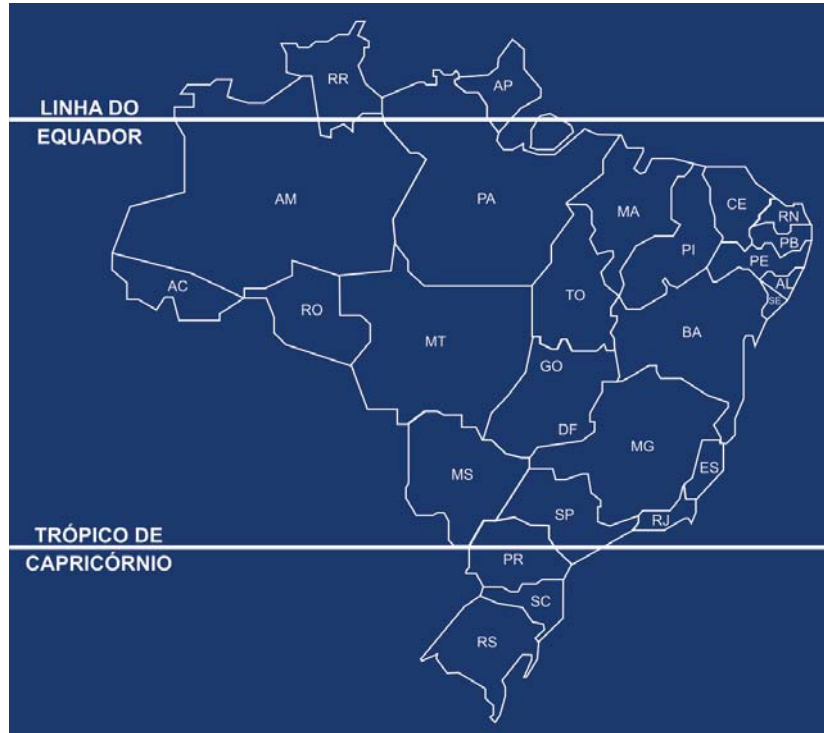 RR
AP
LINHA DO
EQUADOR
AM
PA
MA
CE
RN
PB
PI
PE
AC
AL
TO
SE
RO
MT
BA
GO
DF
MG
MS
ES
SP
RJ
TRÓPICO DE
CAPRICÓRNIO
PR
SC
RS